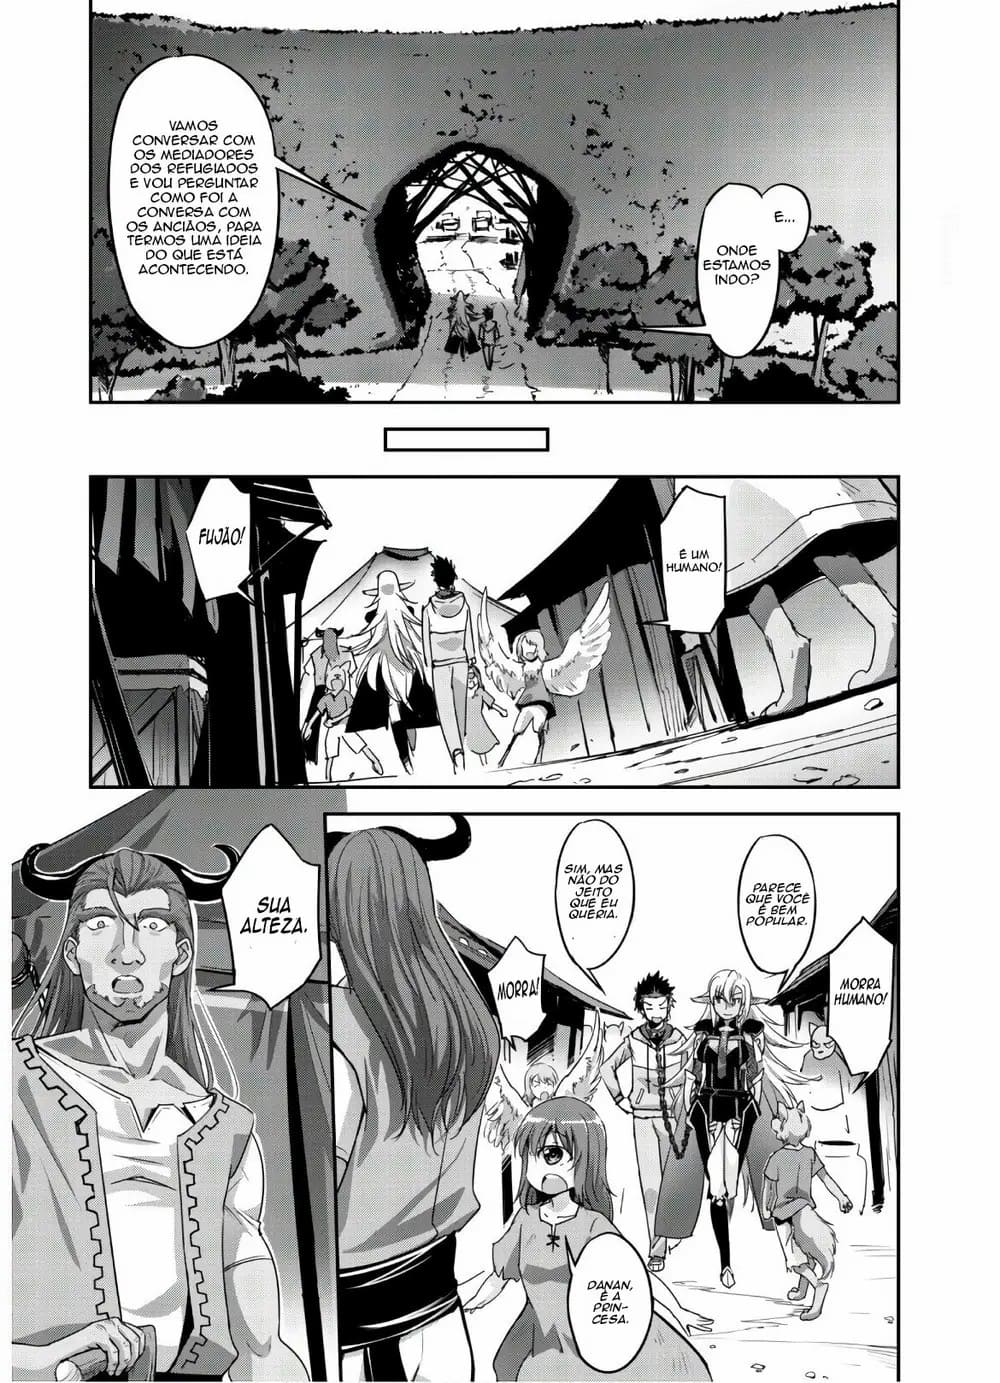 E...
ONDE
ESTAMOS
INDO?
VAMOS
CONVERSAR COM
OS MEDIADORES
DOS REFUGIADOS
E VOU PERGUNTAR
COMO FOI A
CONVERSA COM
OS ANCIÃOS, PARA
TERMOS UMA IDEIA
DO QUE ESTÁ
ACONTECENDO.
É UM
HUMANO!
FUJÃO!
PARECE
QUE VOCÊ
É BEM
POPULAR.
SIM, MAS
NÃO DO
JEITO
QUE EU
QUERIA.
MORRA
HUMANO!
MORRA!
DANAN,
É A
PRIN-
CESA.
SUA
ALTEZA.